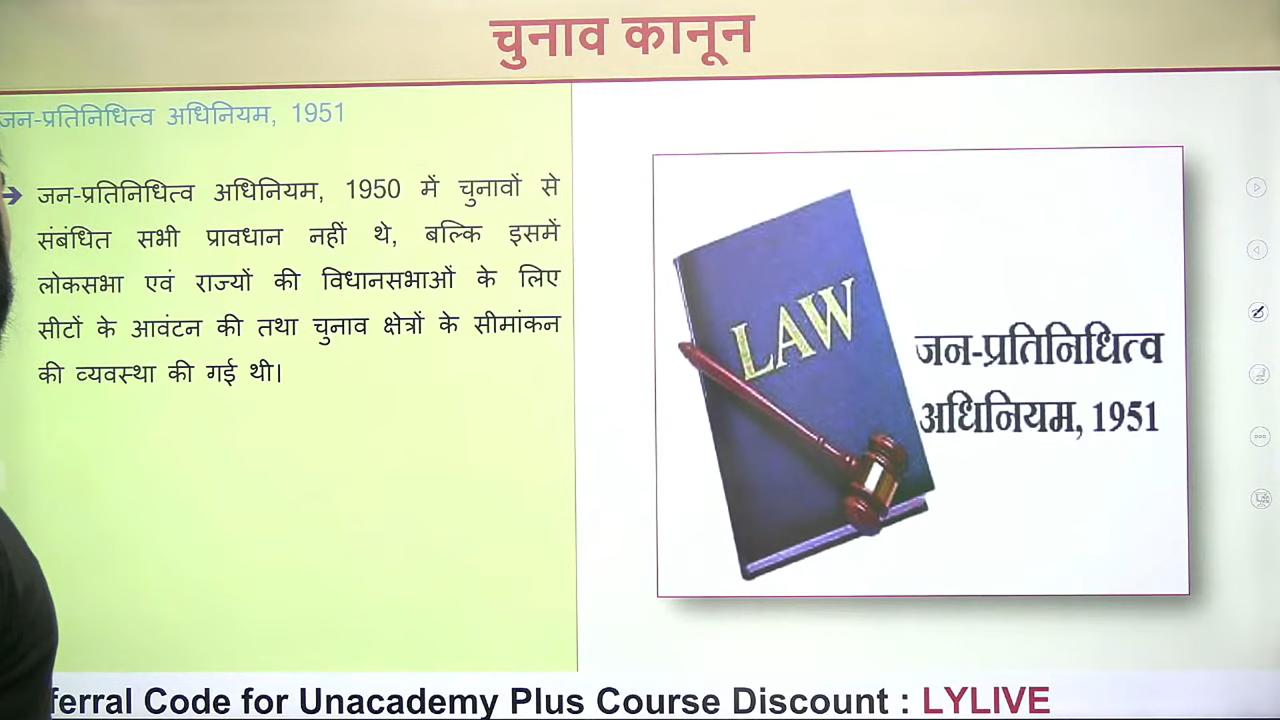 चुनाव कानून
जन-प्रतिनिधित्व अधिनियम, 1951
जन-प्रतिनिधित्व अधिनियम, 1950 में चुनावों से
संबंधित सभी प्रावधान नहीं थे, बल्कि इसमें
लोकसभा एवं राज्यों की विधानसभाओं के लिए
सीटों के आवंटन की तथा चुनाव क्षेत्रों के सीमांकन
की व्यवस्था की गई थी।
LAW
जन-प्रतिनिधित्व
अधिनियम, 1951
Code for Unacademy Plus Course Discount : LYLIVE